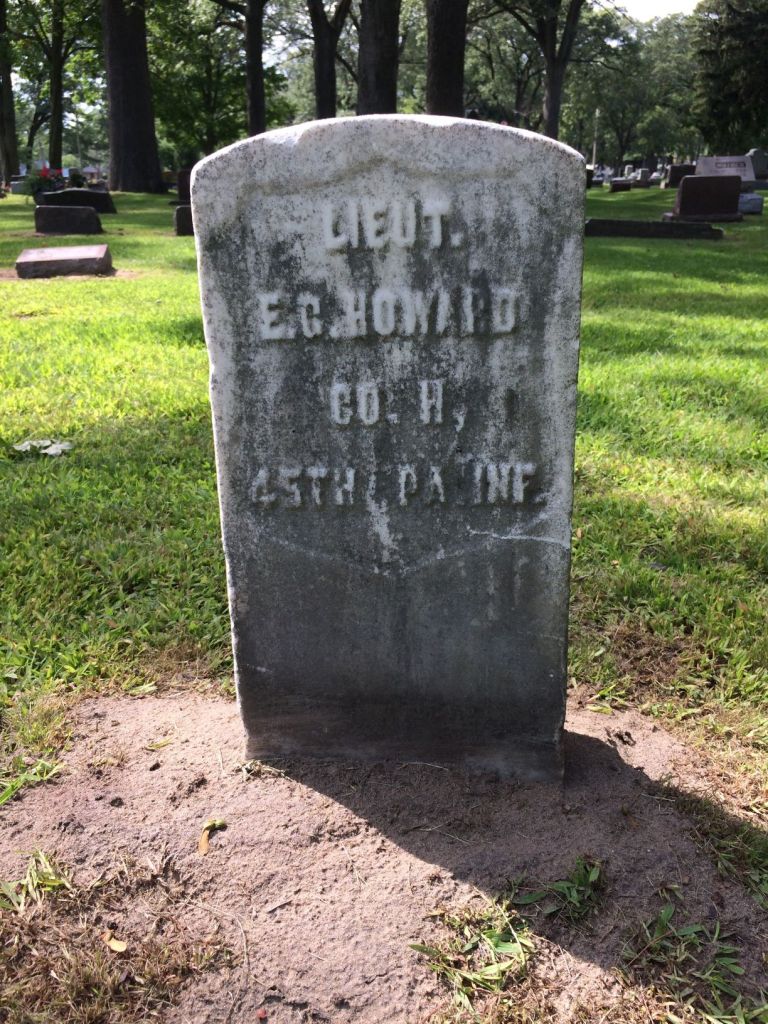 LIEUT.
E.G. HOWARD
CO. H,
45TH PA INF.